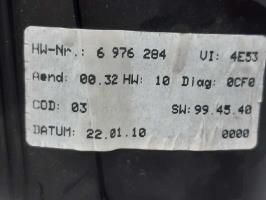 HW-Nr.: 6 976 284 VI: 4E53
Aend: 00.32 HW: 10 Diag: 0CF0
COD: 03 SW: 99.45.40
DATUM: 22.01.10 0000